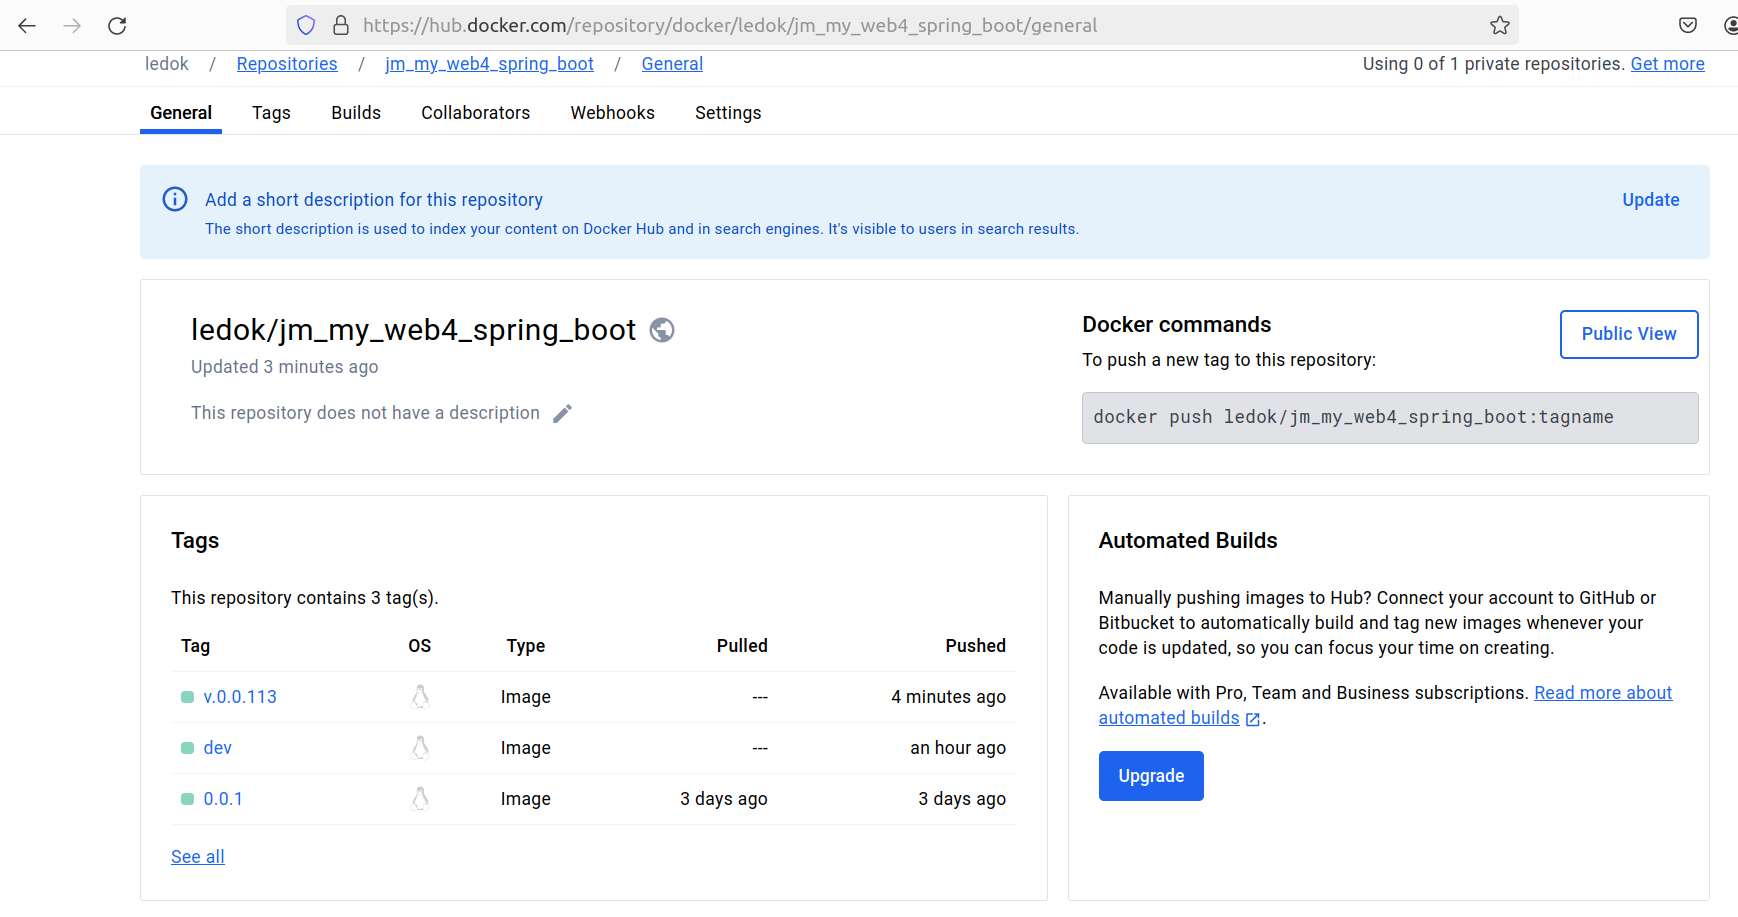 https://hub.docker.com/repository/docker/ledok/jm_my_web4_spring_boot/general
ledok / Repositories / jm_my_web4_spring_boot / General
Using 0 of 1 private repositories. Get more
General Tags Builds Collaborators Webhooks Settings
Add a short description for this repository
Update
The short description is used to index your content on Docker Hub and in search engines. It's visible to users in search results.
ledok/jm_my_web4_spring_boot
Updated 3 minutes ago
This repository does not have a description
Docker commands
Public View
To push a new tag to this repository:
docker push ledok/jm_my_web4_spring_boot:tagname
Tags
This repository contains 3 tag(s).
Tag OS Type Pulled Pushed
v.0.0.113 Image --- 4 minutes ago
dev Image --- an hour ago
0.0.1 Image 3 days ago 3 days ago
See all
Automated Builds
Manually pushing images to Hub? Connect your account to GitHub or
Bitbucket to automatically build and tag new images whenever your
code is updated, so you can focus your time on creating.
Available with Pro, Team and Business subscriptions. Read more about
automated builds .
Upgrade